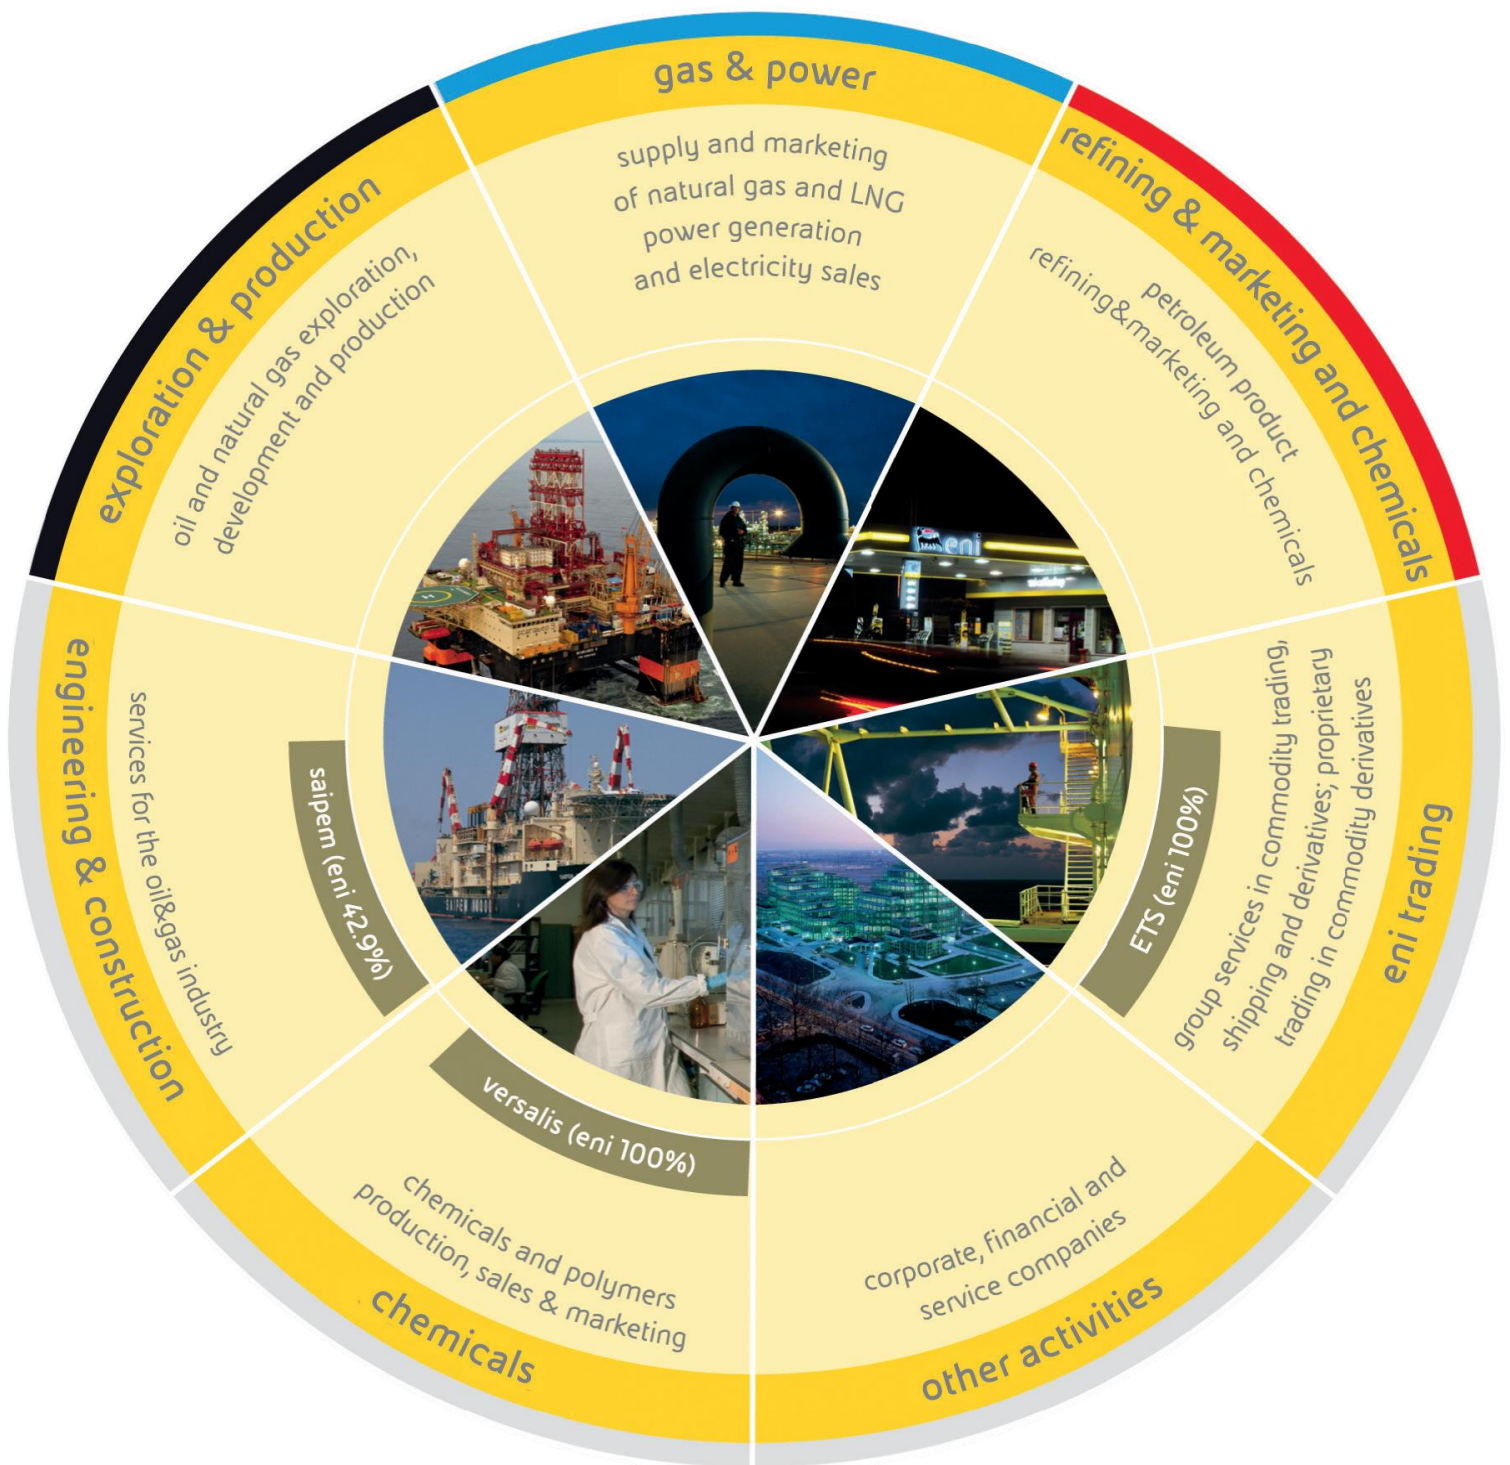 gas & power
supply and marketing
of natural gas and LNG
power generation
and electricity sales
refining & marketing and chemicals
petroleum product
refining&marketing and chemicals
eni
eni trading
group services in commodity trading,
shipping and derivatives; proprietary
trading in commodity derivatives
ETS (eni 100%)
other activities
corporate, financial and
service companies
chemicals
chemicals and polymers
production, sales & marketing
versalis (eni 100%)
engineering & construction
services for the oil&gas industry
saipem (eni 42.9%)
exploration & production
oil and natural gas exploration,
development and production